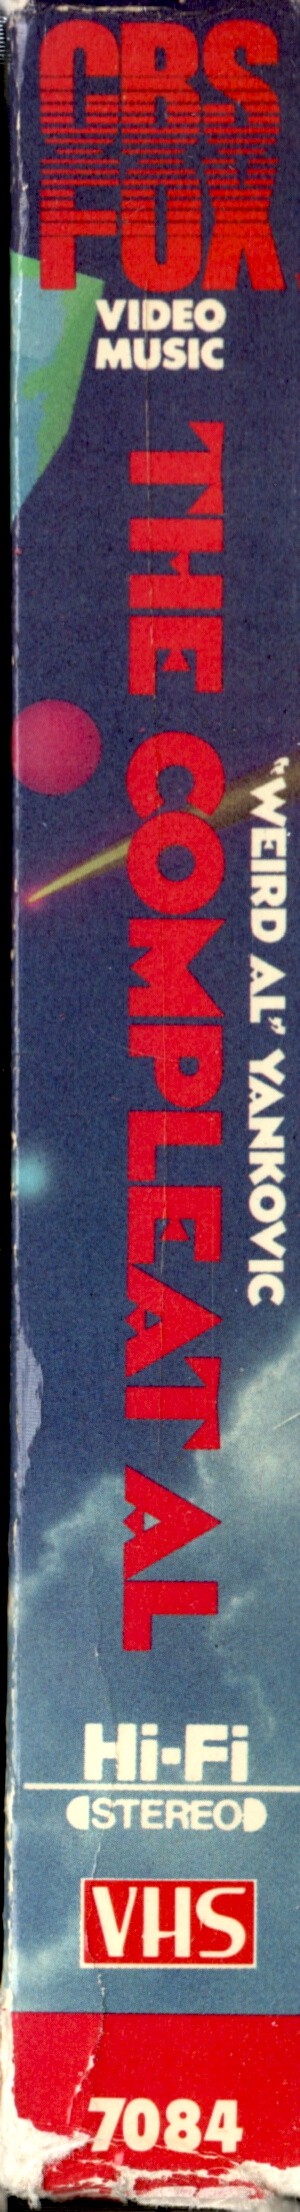 CBS
FOX
VIDEO
MUSIC
THE COMPLEAT AL
"WEIRD AL" YANKOVIC
Hi-Fi
STEREO
VHS
7084